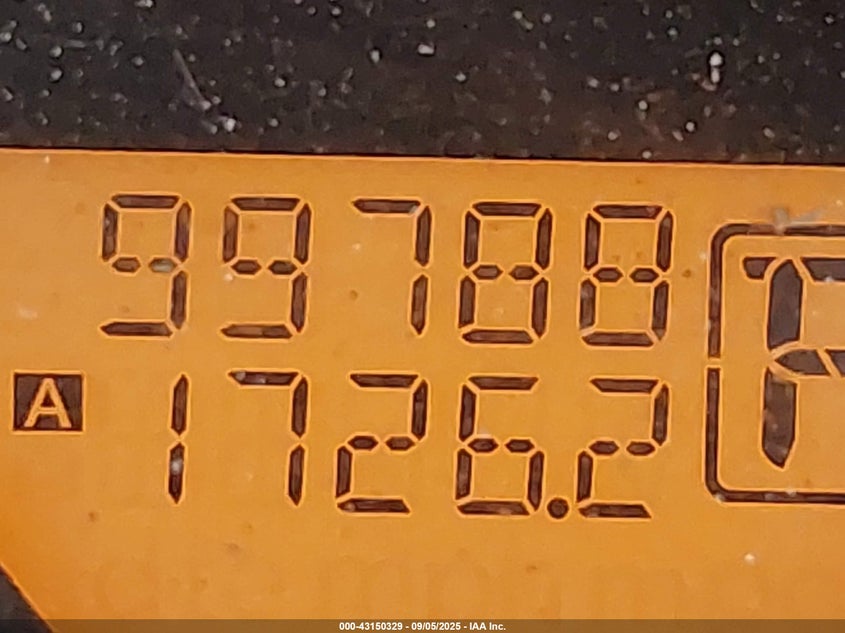 99788
A 1726.2
000-43150329 - 09/05/2025 - IAA Inc.